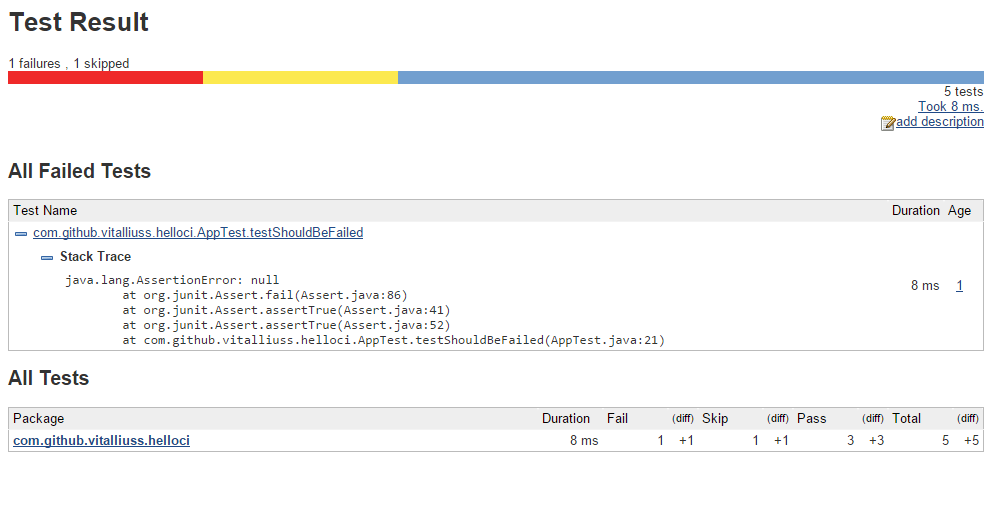 Test Result
1 failures , 1 skipped
5 tests
Took 8 ms.
add description
All Failed Tests
Test Name Duration Age
com.github.vitalliuss.helloci.AppTest.testShouldBeFailed
Stack Trace
java.lang.AssertionError: null
8 ms 1
at org.junit.Assert.fail(Assert.java:86)
at org.junit.Assert.assertTrue(Assert.java:41)
at org.junit.Assert.assertTrue(Assert.java:52)
at com.github.vitalliuss.helloci.AppTest.testShouldBeFailed(AppTest.java:21)
All Tests
Package Duration Fail (diff) Skip (diff) Pass (diff) Total (diff)
com.github.vitalliuss.helloci 8 ms 1 +1 1 +1 3 +3 5 +5